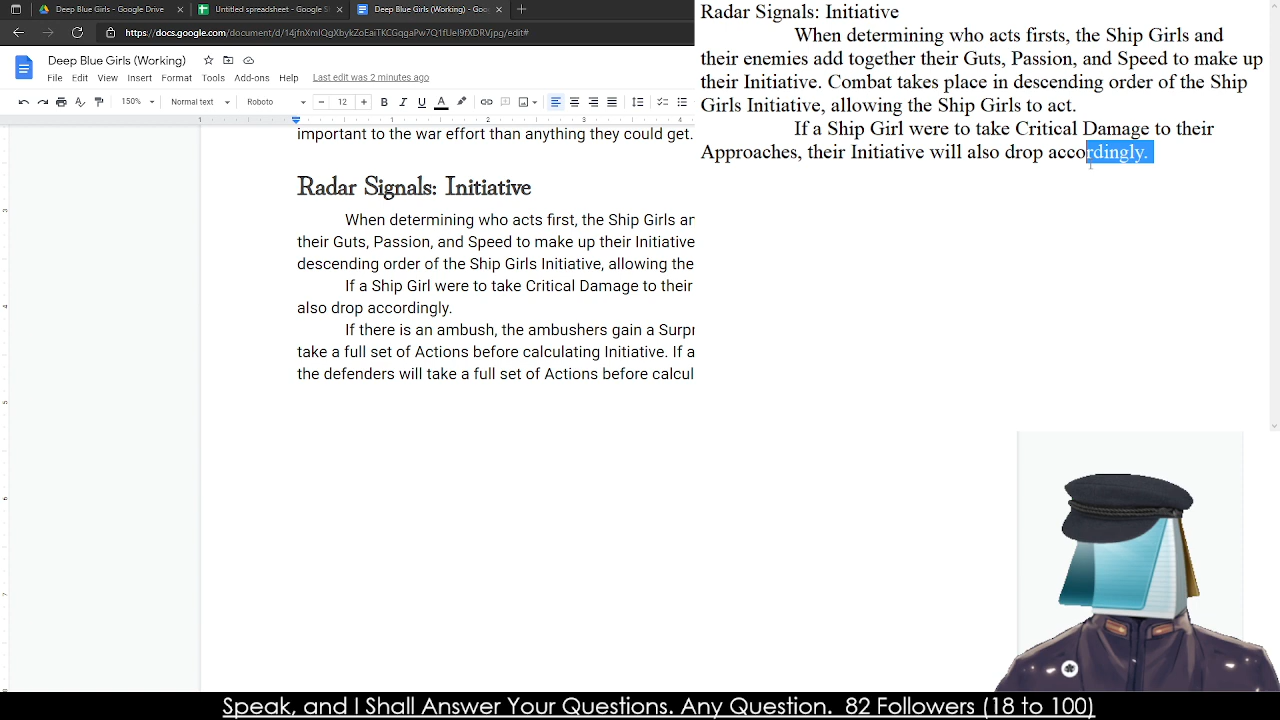 Deep Blue Girls - Google Drive
Untitled spreadsheet - Google S
Deep Blue Girls (Working) - Goo
https://docs.google.com/document/d/14jfnXmIQgXbykZoEaiTKCGqgaPw7Q1fUel9fXDRVjpg/edit#
Deep Blue Girls (Working)
File Edit View Insert Format Tools Add-ons Help Last edit was 2 minutes ago
150% Normal text Roboto 12
important to the war effort than anything they could get.
Radar Signals: Initiative
When determining who acts first, the Ship Girls an
their Guts, Passion, and Speed to make up their Initiative
descending order of the Ship Girls Initiative, allowing the
If a Ship Girl were to take Critical Damage to their
also drop accordingly.
If there is an ambush, the ambushers gain a Surpr
take a full set of Actions before calculating Initiative. If a
the defenders will take a full set of Actions before calcul
Radar Signals: Initiative
When determining who acts firsts, the Ship Girls and
their enemies add together their Guts, Passion, and Speed to make up
their Initiative. Combat takes place in descending order of the Ship
Girls Initiative, allowing the Ship Girls to act.
If a Ship Girl were to take Critical Damage to their
Approaches, their Initiative will also drop accordingly.
Speak, and I Shall Answer Your Questions. Any Question. 82 Followers (18 to 100)